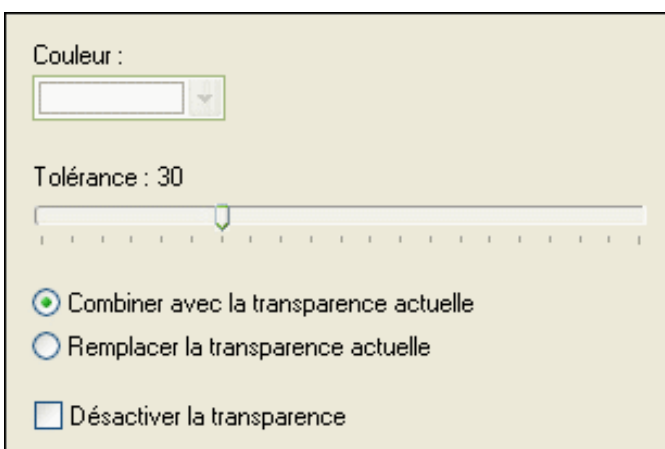 Couleur :
Tolérance : 30
Combiner avec la transparence actuelle
Remplacer la transparence actuelle
Désactiver la transparence